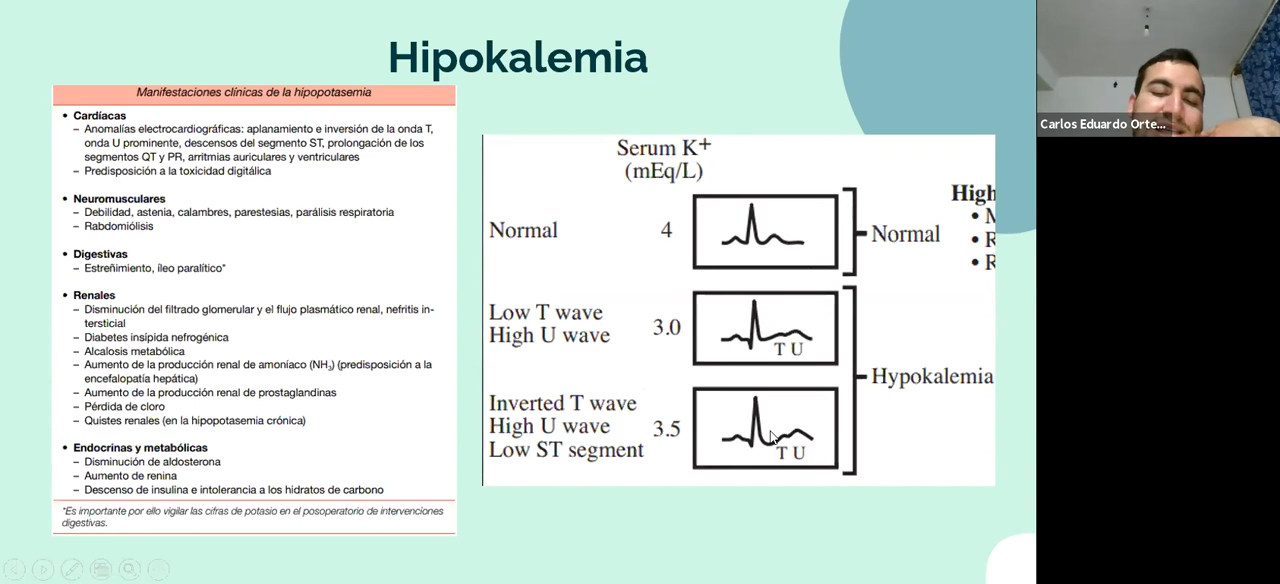 Hipokalemia
Manifestaciones clínicas de la hipopotasemia
• Cardíacas
– Anomalías electrocardiográficas: aplanamiento e inversión de la onda T,
onda U prominente, descensos del segmento ST, prolongación de los
segmentos QT y PR, arritmias auriculares y ventriculares
– Predisposición a la toxicidad digitálica
• Neuromusculares
– Debilidad, astenia, calambres, parestesias, parálisis respiratoria
– Rabdomiólisis
• Digestivas
– Estreñimiento, íleo paralítico*
• Renales
– Disminución del filtrado glomerular y el flujo plasmático renal, nefritis in-
tersticial
– Diabetes insípida nefrogénica
– Alcalosis metabólica
– Aumento de la producción renal de amoníaco (NH₃) (predisposición a la
encefalopatía hepática)
– Aumento de la producción renal de prostaglandinas
– Pérdida de cloro
– Quistes renales (en la hipopotasemia crónica)
• Endocrinas y metabólicas
– Disminución de aldosterona
– Aumento de renina
– Descenso de insulina e intolerancia a los hidratos de carbono
*Es importante por ello vigilar las cifras de potasio en el posoperatorio de intervenciones
digestivas.
Serum K⁺
(mEq/L)
Normal 4 Normal
Low T wave
High U wave 3.0
T U
Hypokalemia
Inverted T wave
High U wave 3.5
Low ST segment
T U
High
• M
• R
• R
Carlos Eduardo Orte...